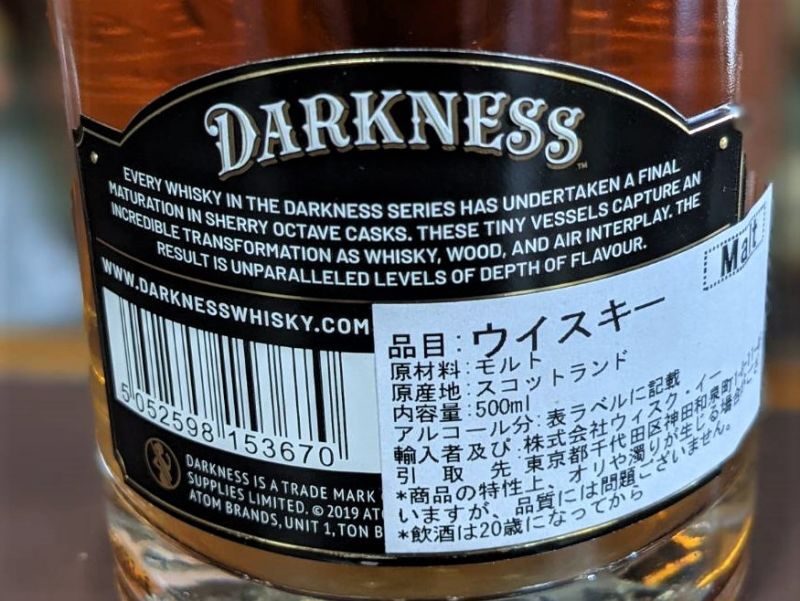 DARKNESS™
EVERY WHISKY IN THE DARKNESS SERIES HAS UNDERTAKEN A FINAL
MATURATION IN SHERRY OCTAVE CASKS. THESE TINY VESSELS CAPTURE AN
INCREDIBLE TRANSFORMATION AS WHISKY, WOOD, AND AIR INTERPLAY. THE
RESULT IS UNPARALLELED LEVELS OF DEPTH OF FLAVOUR.
WWW.DARKNESSWHISKY.COM
5 052598 153670
DARKNESS IS A TRADE MARK
SUPPLIES LIMITED. © 2019 ATO
ATOM BRANDS, UNIT 1, TON B
Malt
品目:ウイスキー
原材料:モルト
原産地:スコットランド
内容量:500ml
アルコール分:表ラベルに記載
輸入者及び:株式会社ウィスク・イー
引取先 東京都千代田区神田和泉町
*商品の特性上、オリや濁りが生じる場合がござ
いますが、品質には問題ございません。
*飲酒は20歳になってから